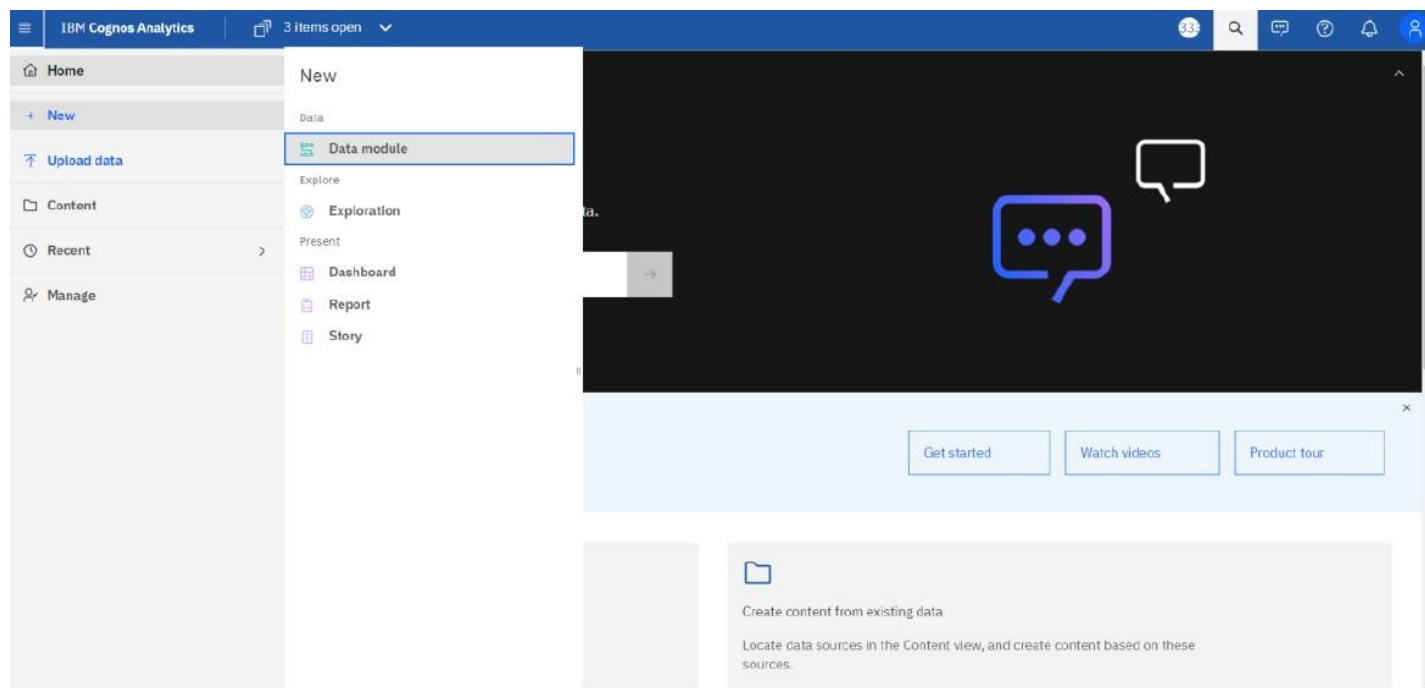 IBM Cognos Analytics
3 items open
Home
New
Upload data
Content
Recent
Manage
New
Data
Data module
Explore
Exploration
Present
Dashboard
Report
Story
ta.
Get started
Watch videos
Product tour
Create content from existing data
Locate data sources in the Content view, and create content based on these
sources.